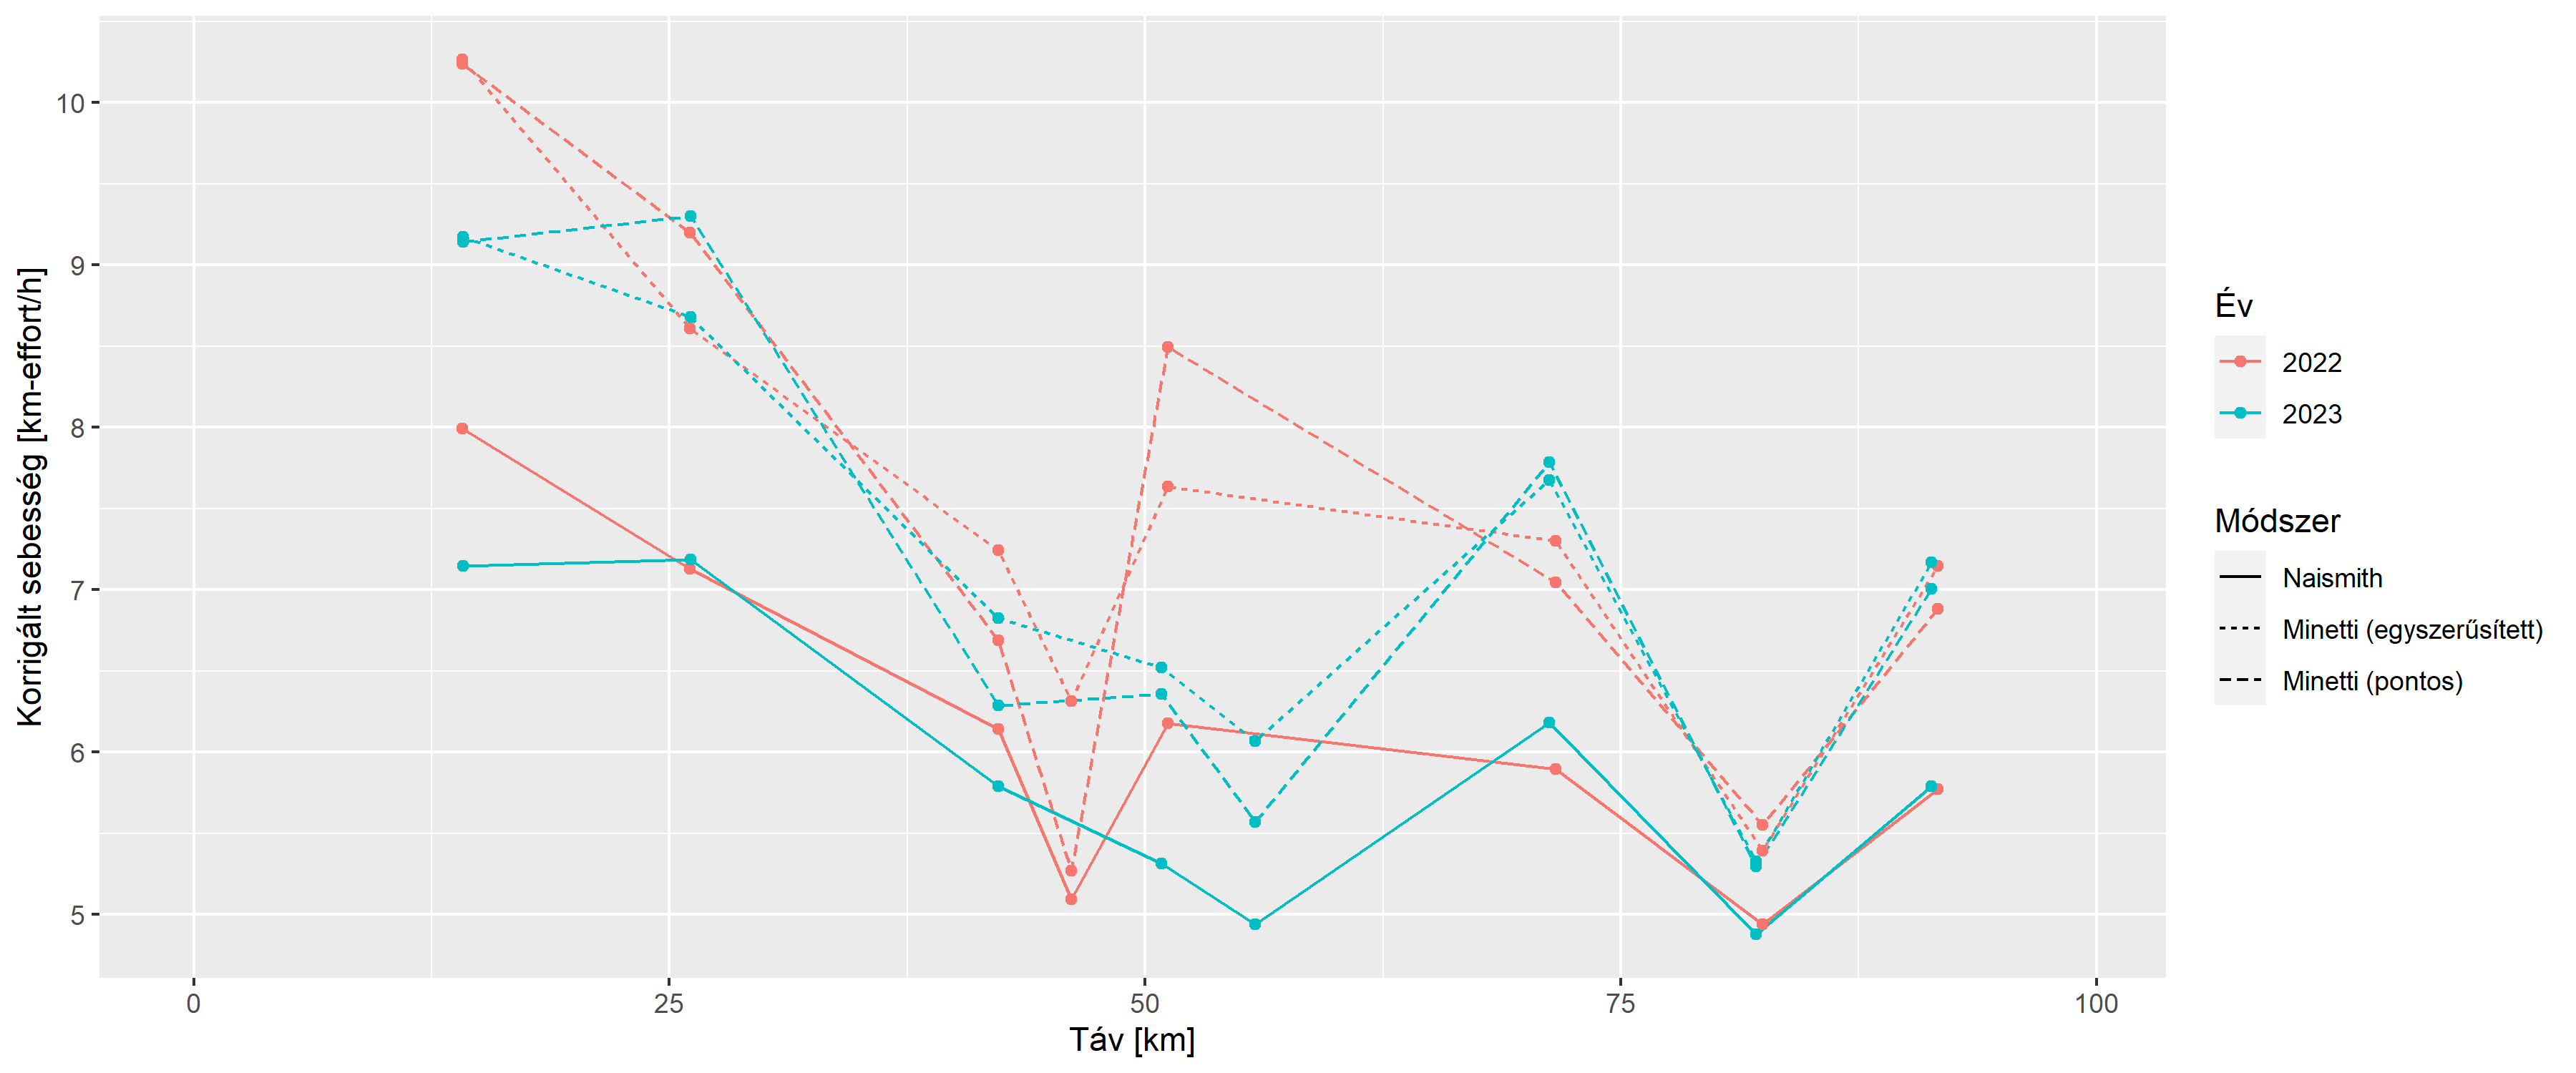 Korrigált sebesség [km-effort/h]
10
9
8
7
6
5
0
25
50
75
100
Táv [km]
Év
2022
2023
Módszer
Naismith
Minetti (egyszerűsített)
Minetti (pontos)